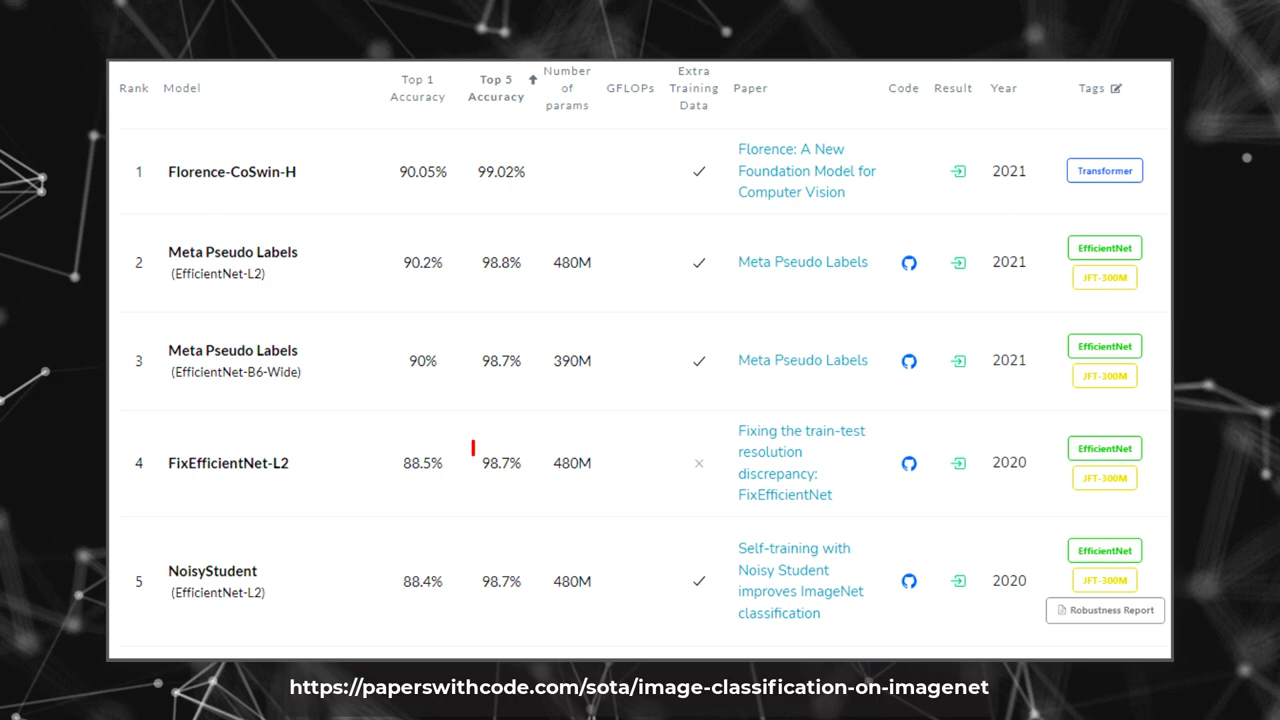 Rank Model Top 1 Accuracy Top 5 Accuracy Number of params GFLOPs Extra Training Data Paper Code Result Year Tags
1 Florence-CoSwin-H 90.05% 99.02% Florence: A New Foundation Model for Computer Vision 2021 Transformer
2 Meta Pseudo Labels (EfficientNet-L2) 90.2% 98.8% 480M Meta Pseudo Labels 2021 EfficientNet JFT-300M
3 Meta Pseudo Labels (EfficientNet-B6-Wide) 90% 98.7% 390M Meta Pseudo Labels 2021 EfficientNet JFT-300M
4 FixEfficientNet-L2 88.5% 98.7% 480M Fixing the train-test resolution discrepancy: FixEfficientNet 2020 EfficientNet JFT-300M
5 NoisyStudent (EfficientNet-L2) 88.4% 98.7% 480M Self-training with Noisy Student improves ImageNet classification 2020 EfficientNet JFT-300M Robustness Report
https://paperswithcode.com/sota/image-classification-on-imagenet